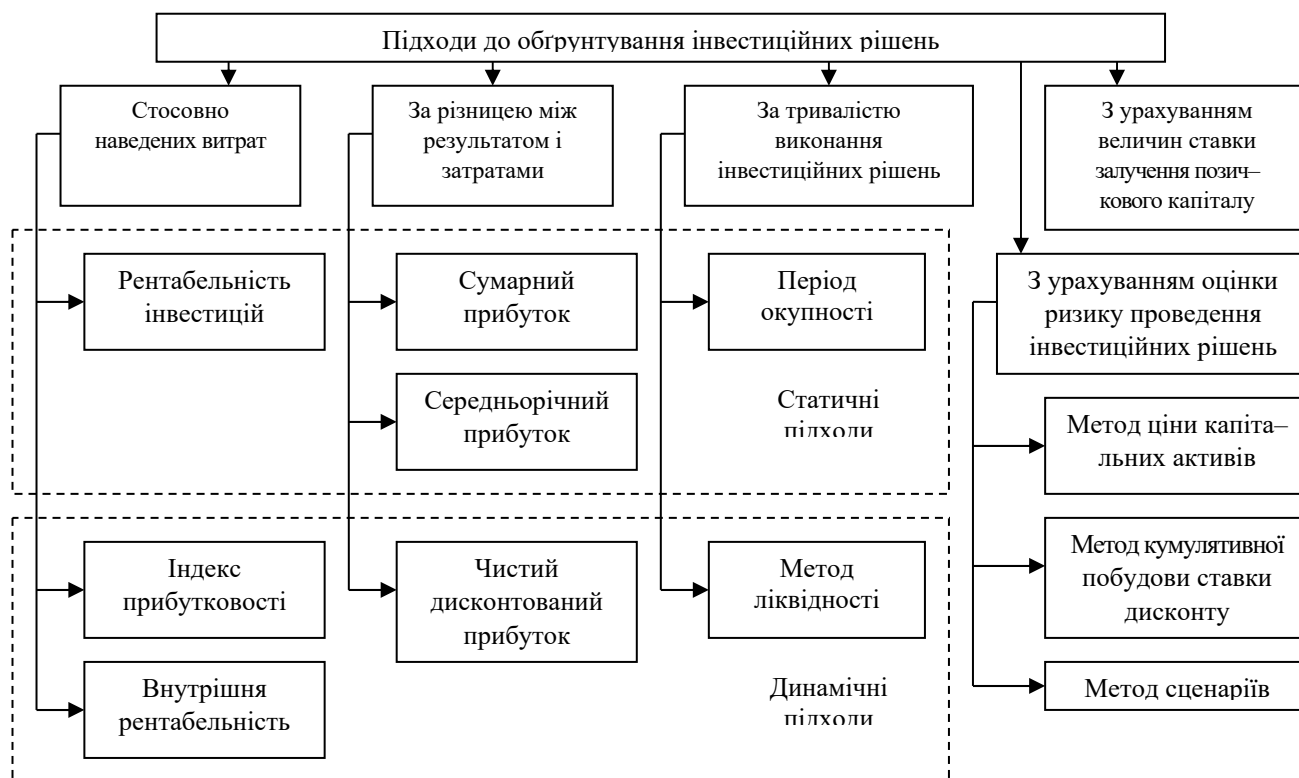 Підходи до обґрунтування інвестиційних рішень
Стосовно
наведених витрат
За різницею між
результатом і
затратами
За тривалістю
виконання
інвестиційних рішень
З урахуванням
величин ставки
залучення позич–
кового капіталу
Рентабельність
інвестицій
Сумарний
прибуток
Період
окупності
З урахуванням оцінки
ризику проведення
інвестиційних рішень
Середньорічний
прибуток
Статичні
підходи
Метод ціни капіта–
льних активів
Індекс
прибутковості
Чистий
дисконтований
прибуток
Метод
ліквідності
Метод кумулятивної
побудови ставки
дисконту
Внутрішня
рентабельність
Динамічні
підходи
Метод сценаріїв